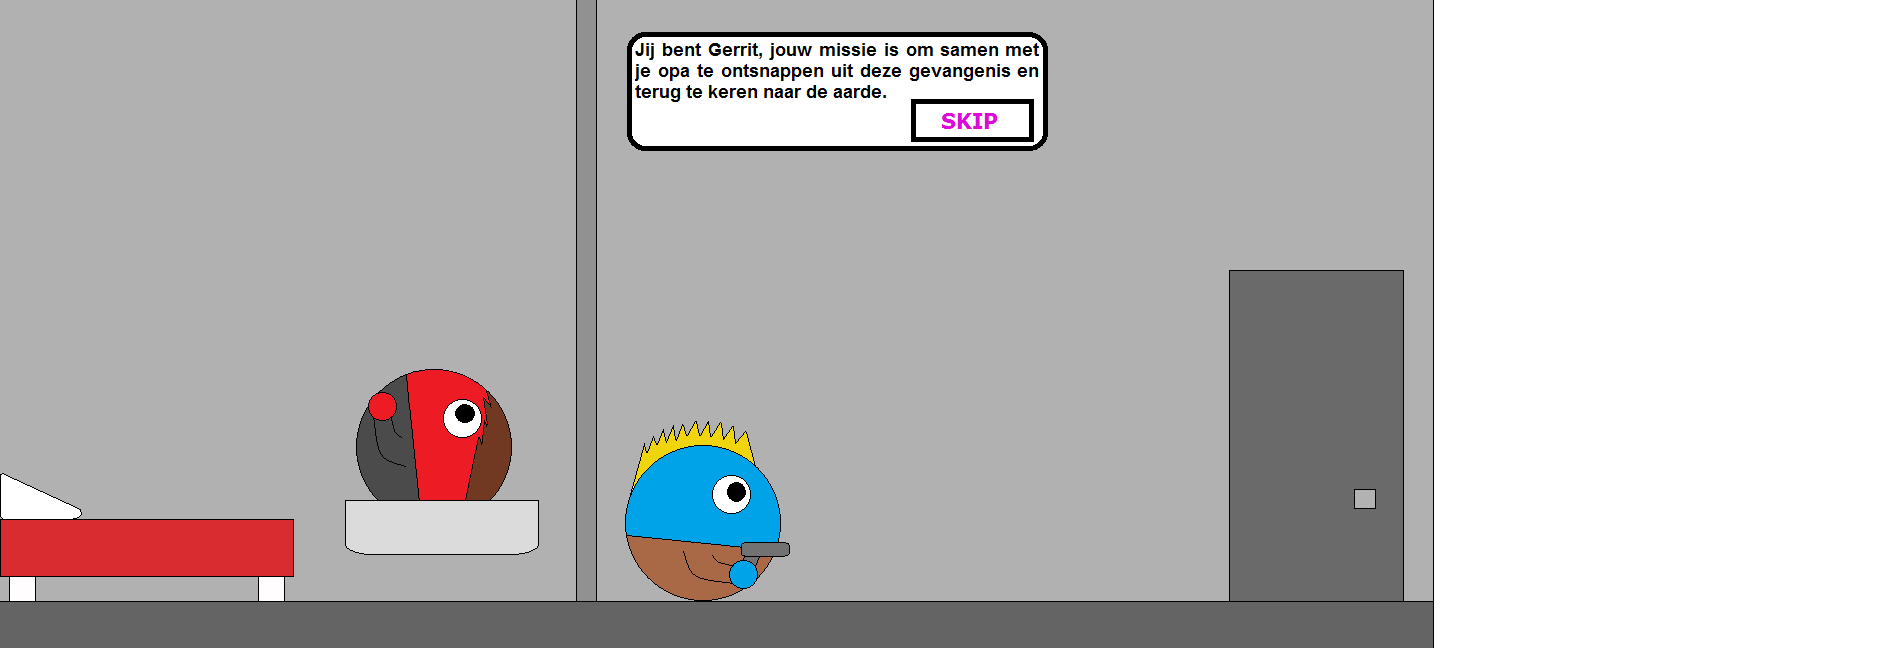 Jij bent Gerrit, jouw missie is om samen met
je opa te ontsnappen uit deze gevangenis en
terug te keren naar de aarde.
SKIP